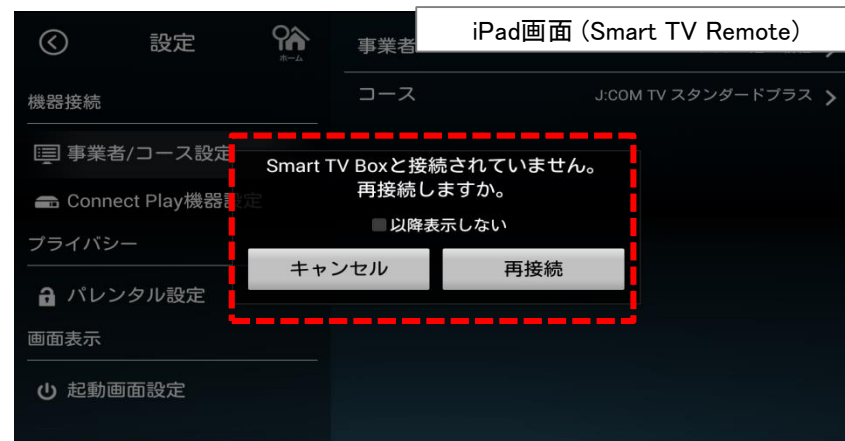 iPad画面 (Smart TV Remote)
設定
ホーム
事業者
機器接続
コース
J:COM TV スタンダードプラス
事業者/コース設定
Connect Play機器設定
プライバシー
パレンタル設定
画面表示
起動画面設定
Smart TV Boxと接続されていません。
再接続しますか。
以降表示しない
キャンセル
再接続